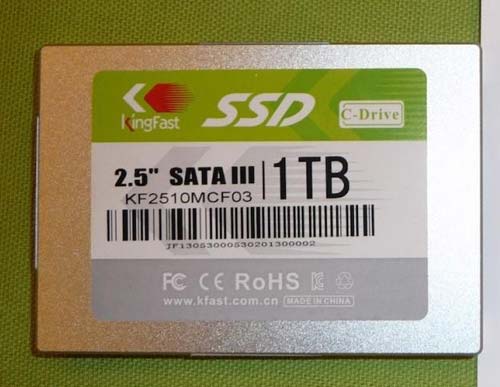 KingFast
SSD
C-Drive
2.5" SATA III
1TB
KF2510MCF03
JF13053000530201300002
FC CE RoHS
www.kfast.com.cn
MADE IN CHINA